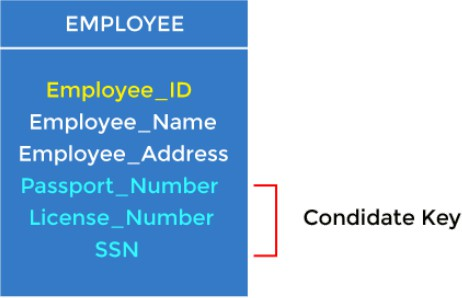 EMPLOYEE
Employee_ID
Employee_Name
Employee_Address
Passport_Number
License_Number
SSN
Condidate Key